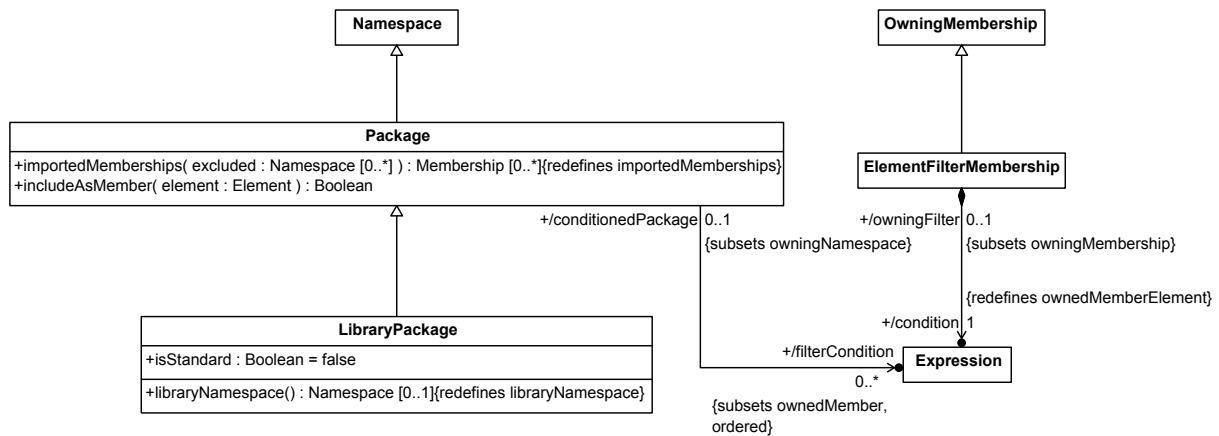 Namespace
OwningMembership
Package
+importedMemberships( excluded : Namespace [0..*] ) : Membership [0..*]{redefines importedMemberships}
+includeAsMember( element : Element ) : Boolean
ElementFilterMembership
+/conditionedPackage 0..1
{subsets owningNamespace}
+/owningFilter 0..1
{subsets owningMembership}
{redefines ownedMemberElement}
+/condition 1
LibraryPackage
+isStandard : Boolean = false
+libraryNamespace() : Namespace [0..1]{redefines libraryNamespace}
+/filterCondition
0..*
{subsets ownedMember,
ordered}
Expression